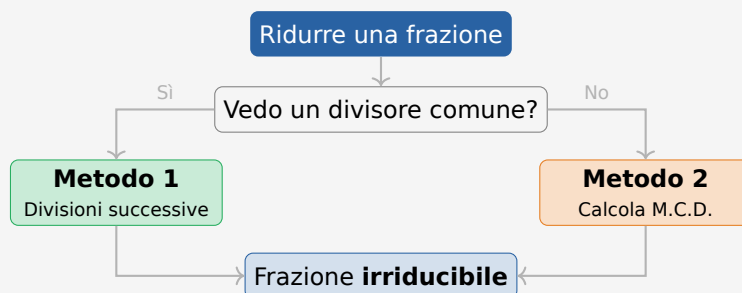 Ridurre una frazione
Sì
No
Vedo un divisore comune?
Metodo 1
Divisioni successive
Metodo 2
Calcola M.C.D.
Frazione irriducibile